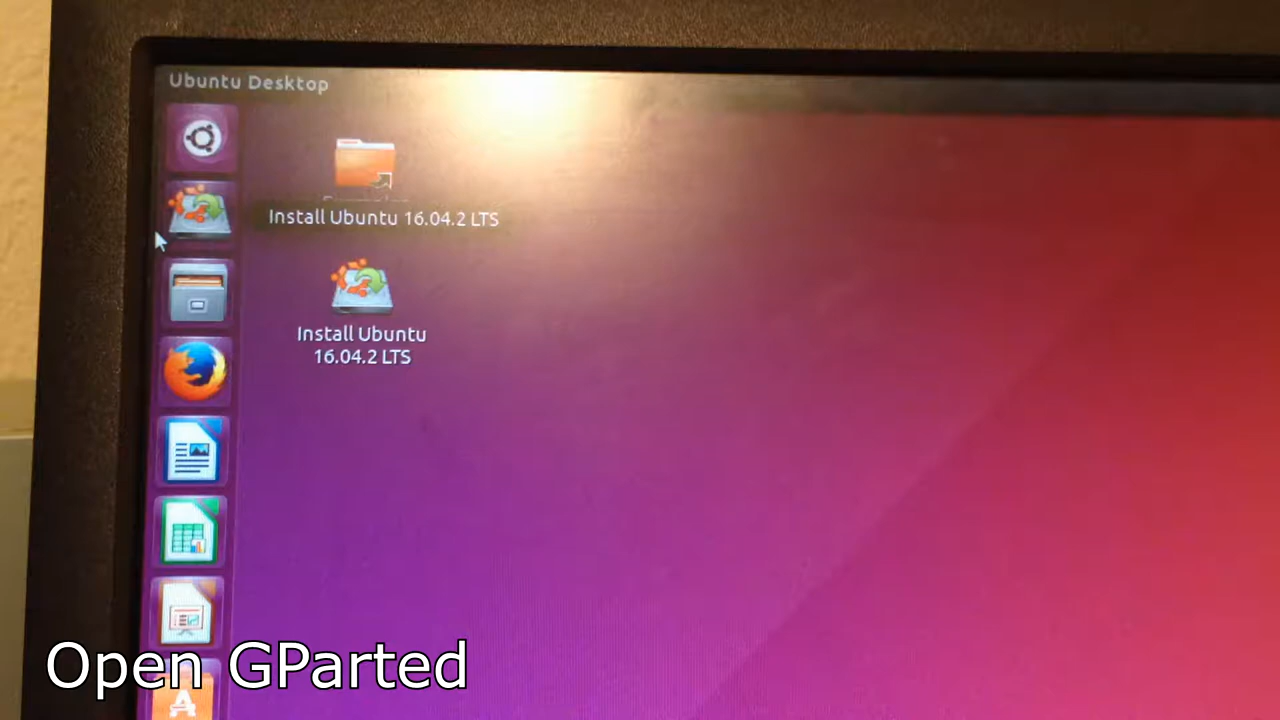 Ubuntu Desktop
Install Ubuntu 16.04.2 LTS
Install Ubuntu
16.04.2 LTS
Open GParted